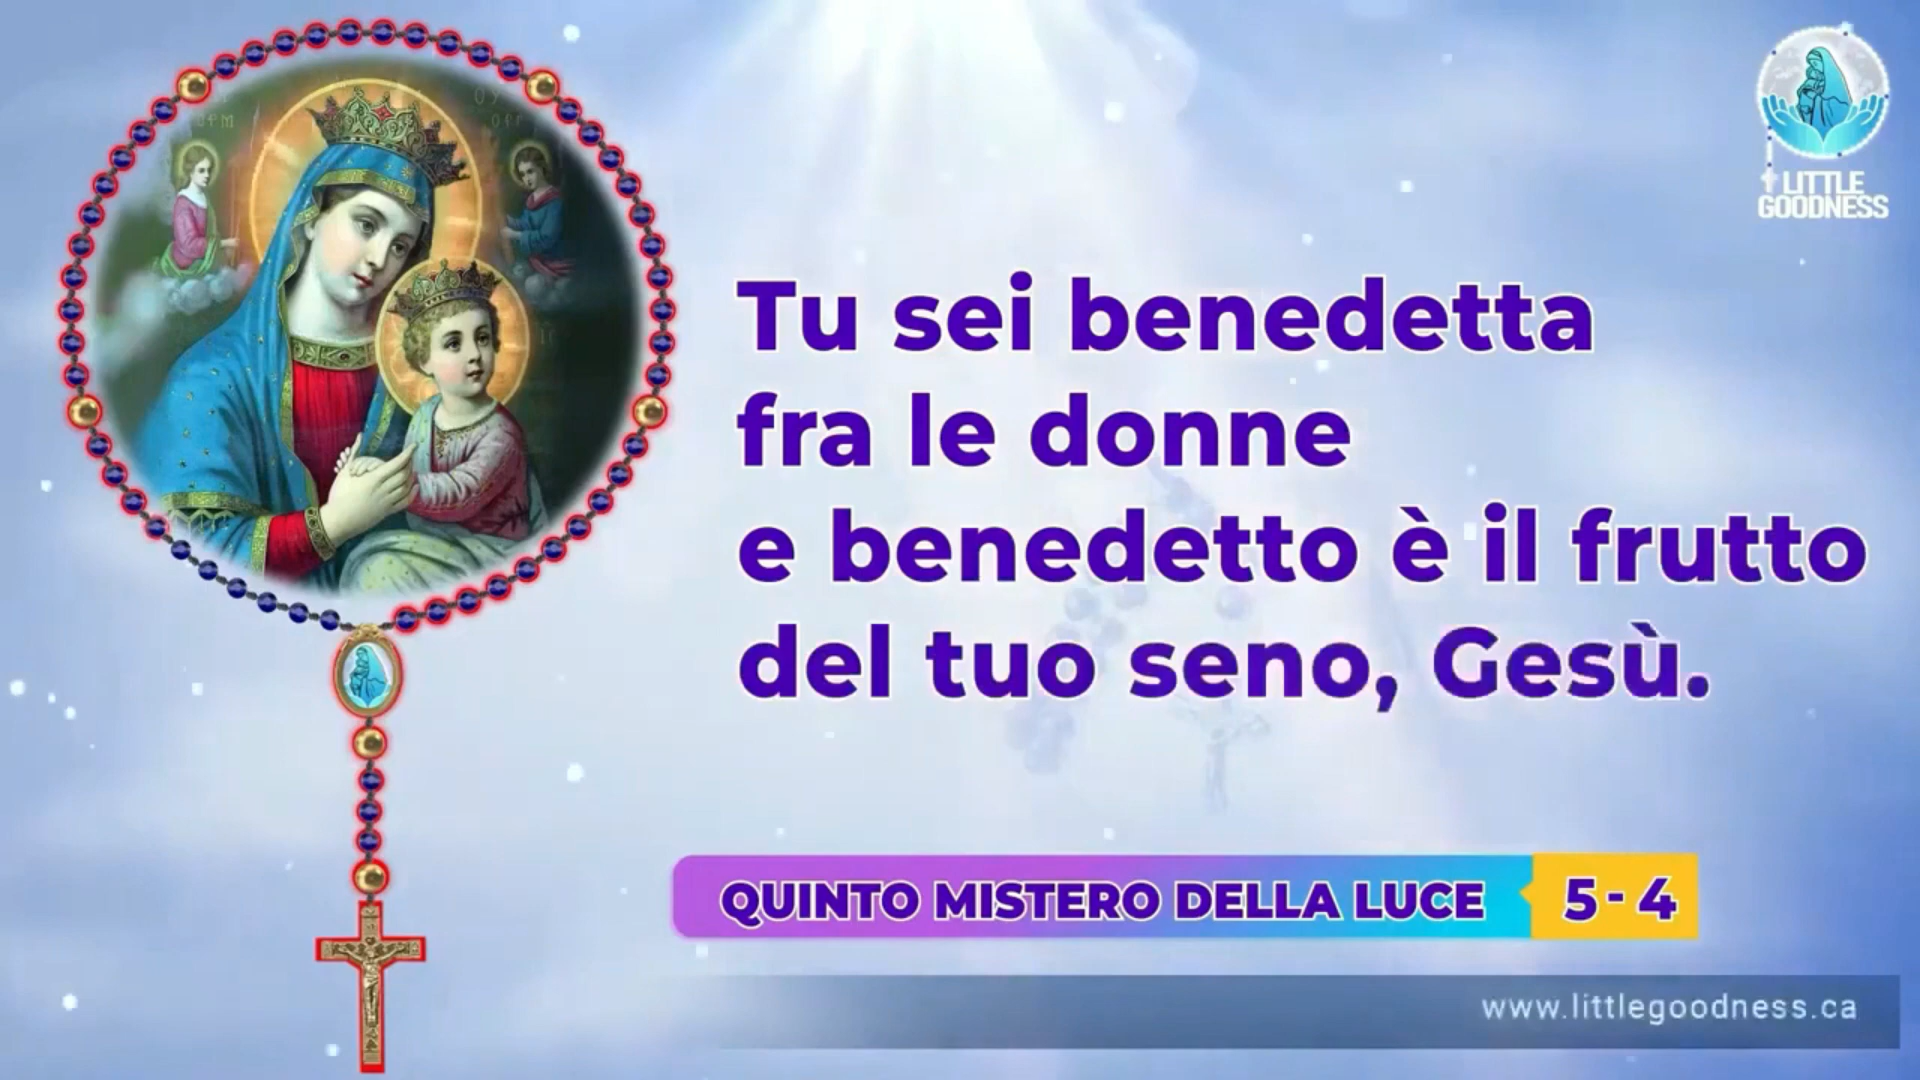 LITTLE
GOODNESS
Tu sei benedetta
fra le donne
e benedetto è il frutto
del tuo seno, Gesù.
QUINTO MISTERO DELLA LUCE 5 - 4
www.littlegoodness.ca